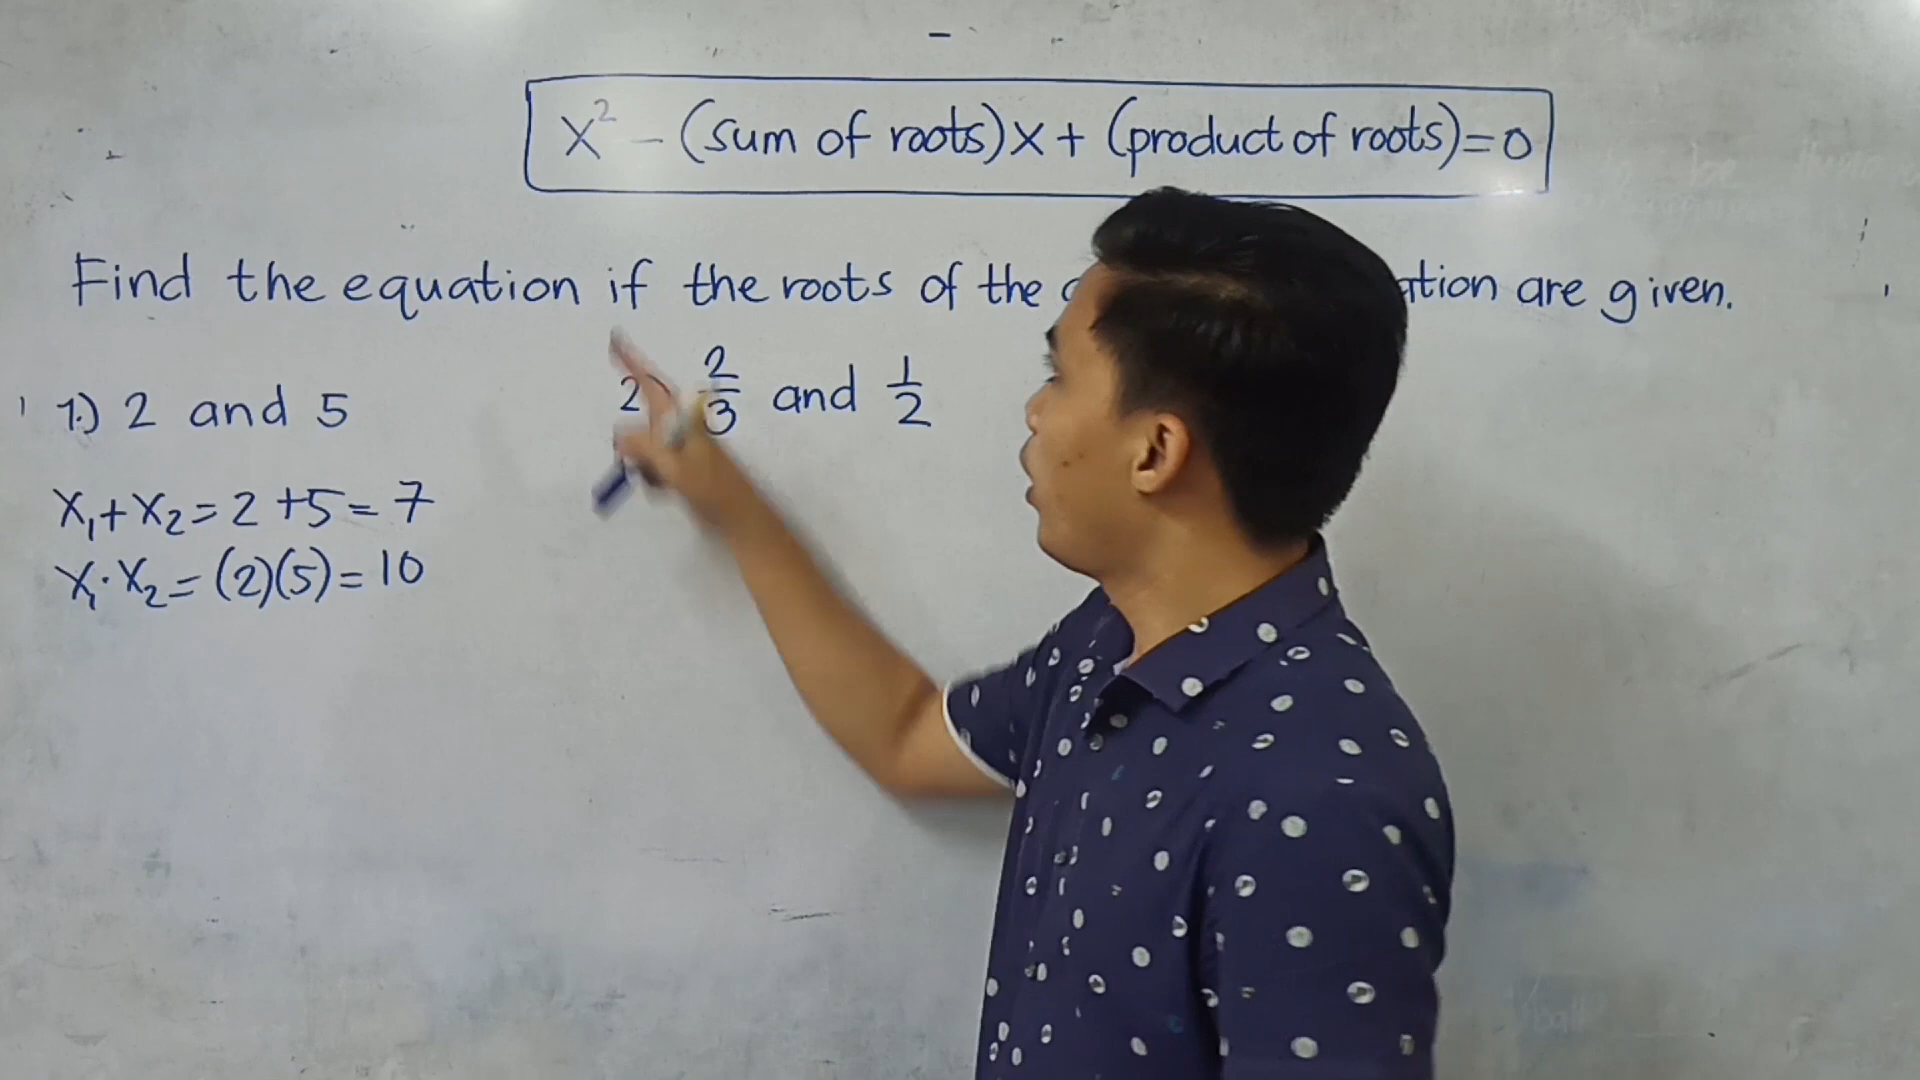 x² - (sum of roots)x + (product of roots)=0
Find the equation if the roots of the ation are given.
1.) 2 and 5
x₁+x₂=2+5=7
x₁·x₂=(2)(5)=10
2) 2/3 and 1/2